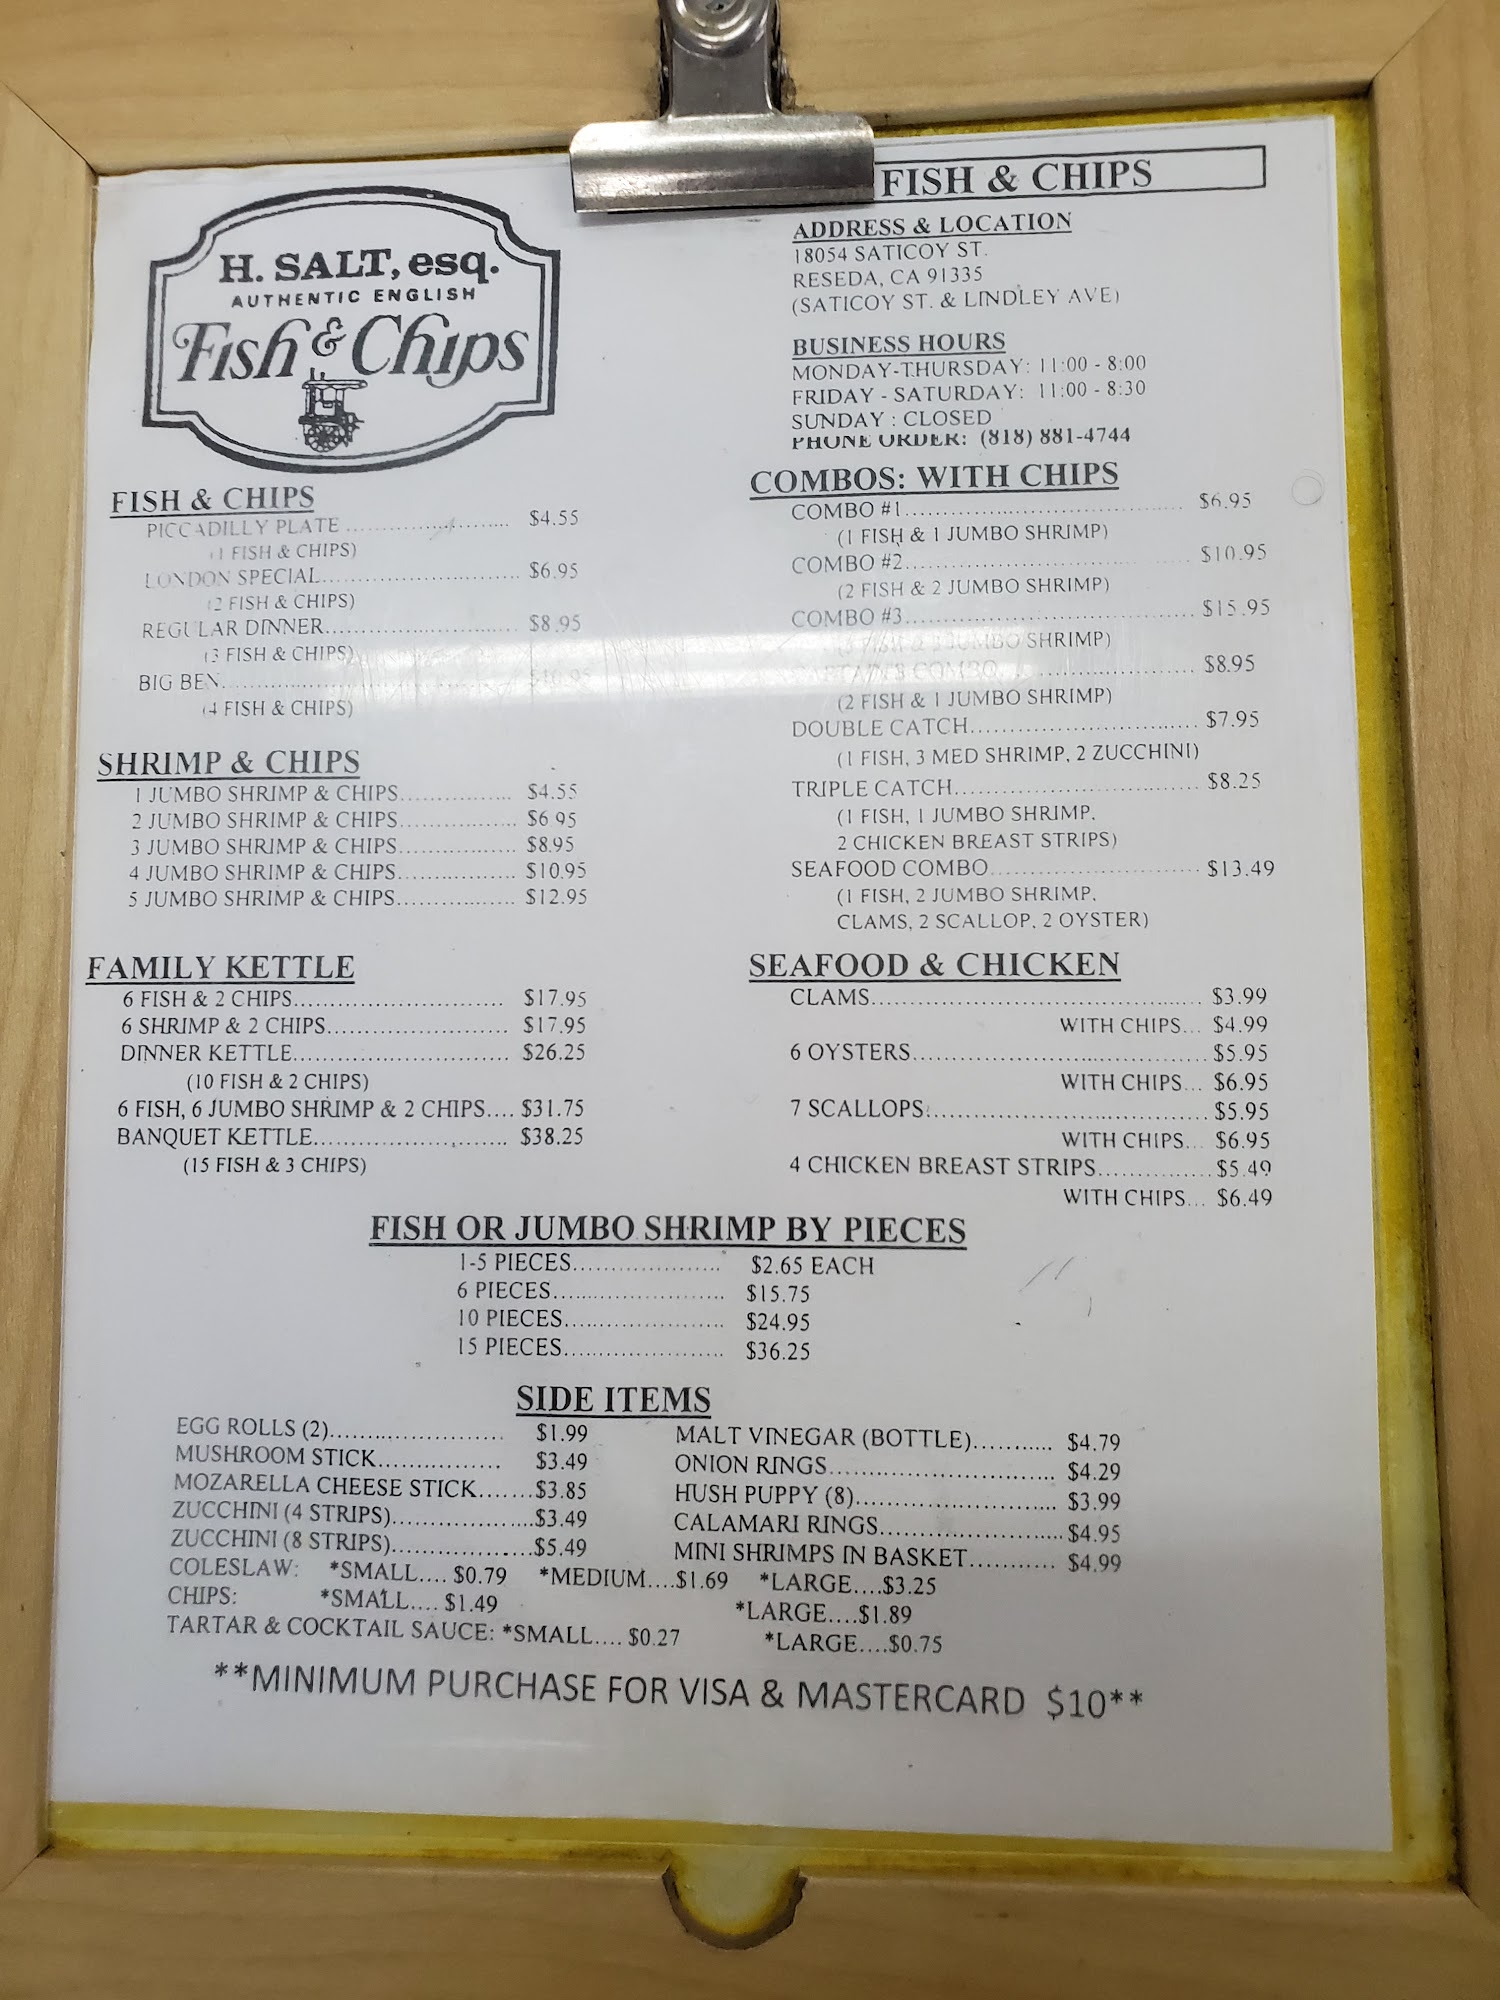 H. SALT, esq.
AUTHENTIC ENGLISH
Fish & Chips
FISH & CHIPS
ADDRESS & LOCATION
18054 SATICOY ST.
RESEDA, CA 91335
(SATICOY ST. & LINDLEY AVE)
BUSINESS HOURS
MONDAY-THURSDAY: 11:00 - 8:00
FRIDAY - SATURDAY: 11:00 - 8:30
SUNDAY : CLOSED
PHONE ORDER: (818) 881-4744
FISH & CHIPS
PICCADILLY PLATE.................... $4.55
(1 FISH & CHIPS)
LONDON SPECIAL.................... $6.95
(2 FISH & CHIPS)
REGULAR DINNER.................... $8.95
(3 FISH & CHIPS)
BIG BEN.................... $10.95
(4 FISH & CHIPS)
SHRIMP & CHIPS
1 JUMBO SHRIMP & CHIPS................ $4.55
2 JUMBO SHRIMP & CHIPS................ $6.95
3 JUMBO SHRIMP & CHIPS................ $8.95
4 JUMBO SHRIMP & CHIPS................ $10.95
5 JUMBO SHRIMP & CHIPS................ $12.95
FAMILY KETTLE
6 FISH & 2 CHIPS.............................. $17.95
6 SHRIMP & 2 CHIPS......................... $17.95
DINNER KETTLE.............................. $26.25
(10 FISH & 2 CHIPS)
6 FISH, 6 JUMBO SHRIMP & 2 CHIPS.... $31.75
BANQUET KETTLE........................... $38.25
(15 FISH & 3 CHIPS)
COMBOS: WITH CHIPS
COMBO #1........................................ $6.95
(1 FISH & 1 JUMBO SHRIMP)
COMBO #2........................................ $10.95
(2 FISH & 2 JUMBO SHRIMP)
COMBO #3........................................ $15.95
(3 FISH & 3 JUMBO SHRIMP)
CAPTAIN'S COMBO........................ $8.95
(2 FISH & 1 JUMBO SHRIMP)
DOUBLE CATCH.............................. $7.95
(1 FISH, 3 MED SHRIMP, 2 ZUCCHINI)
TRIPLE CATCH................................ $8.25
(1 FISH, 1 JUMBO SHRIMP.
2 CHICKEN BREAST STRIPS)
SEAFOOD COMBO............................ $13.49
(1 FISH, 2 JUMBO SHRIMP,
CLAMS, 2 SCALLOP, 2 OYSTER)
SEAFOOD & CHICKEN
CLAMS............................................ $3.99
WITH CHIPS... $4.99
6 OYSTERS...................................... $5.95
WITH CHIPS... $6.95
7 SCALLOPS..................................... $5.95
WITH CHIPS... $6.95
4 CHICKEN BREAST STRIPS............... $5.49
WITH CHIPS... $6.49
FISH OR JUMBO SHRIMP BY PIECES
1-5 PIECES...................... $2.65 EACH
6 PIECES......................... $15.75
10 PIECES....................... $24.95
15 PIECES....................... $36.25
SIDE ITEMS
EGG ROLLS (2).......................... $1.99
MUSHROOM STICK................ $3.49
MOZARELLA CHEESE STICK.......$3.85
ZUCCHINI (4 STRIPS)...................$3.49
ZUCCHINI (8 STRIPS)...................$5.49
MALT VINEGAR (BOTTLE)........... $4.79
ONION RINGS............................. $4.29
HUSH PUPPY (8).......................... $3.99
CALAMARI RINGS........................ $4.95
MINI SHRIMPS IN BASKET........... $4.99
COLESLAW: *SMALL.... $0.79 *MEDIUM....$1.69 *LARGE....$3.25
CHIPS: *SMALL.... $1.49 *LARGE....$1.89
TARTAR & COCKTAIL SAUCE: *SMALL.... $0.27 *LARGE....$0.75
**MINIMUM PURCHASE FOR VISA & MASTERCARD $10**